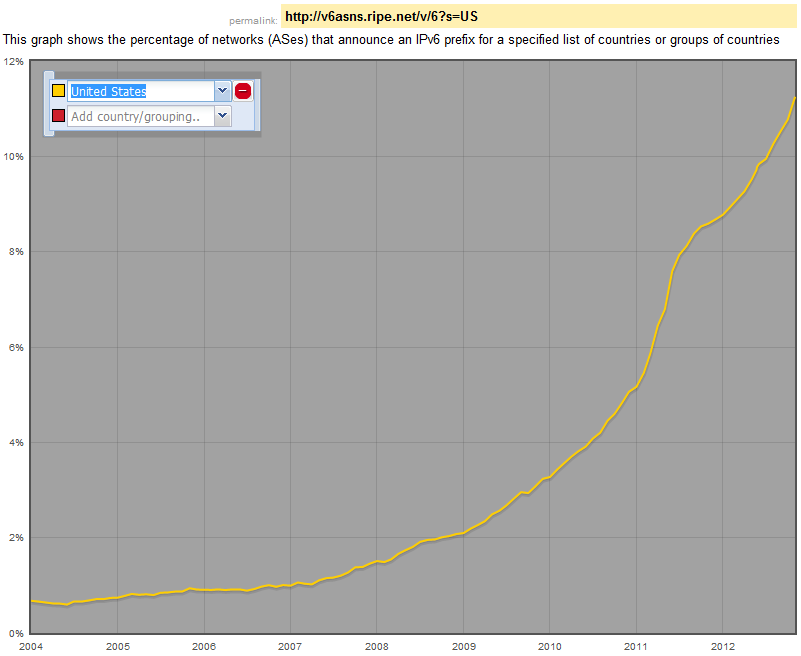 permalink: http://v6asns.ripe.net/v/6?s=US
This graph shows the percentage of networks (ASes) that announce an IPv6 prefix for a specified list of countries or groups of countries
12%
United States
Add country/grouping..
10%
8%
6%
4%
2%
0%
2004 2005 2006 2007 2008 2009 2010 2011 2012